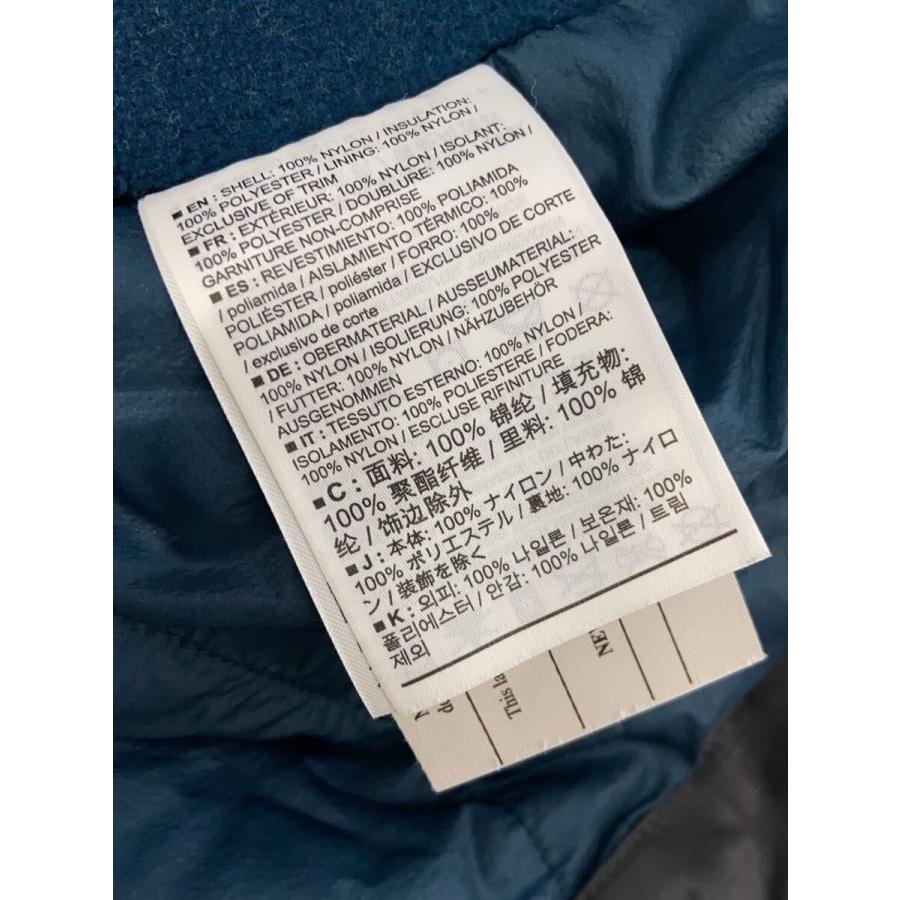 ■ EN : SHELL: 100% NYLON / INSULATION:
100% POLYESTER / LINING: 100% NYLON /
EXCLUSIVE OF TRIM
■ FR : EXTÉRIEUR: 100% NYLON / ISOLANT:
100% POLYESTER / DOUBLURE: 100% NYLON /
GARNITURE NON-COMPRISE
■ ES : REVESTIMIENTO: 100% POLIAMIDA
/ poliamida / AISLAMIENTO TÉRMICO: 100%
POLIÉSTER / poliéster / FORRO: 100%
POLIAMIDA / poliamida / EXCLUSIVO DE CORTE
/ exclusivo de corte
■ DE : OBERMATERIAL / AUSSEUMATERIAL:
100% NYLON / ISOLIERUNG: 100% POLYESTER
/ FUTTER: 100% NYLON / NÄHZUBEHÖR
AUSGENOMMEN
■ IT : TESSUTO ESTERNO: 100% NYLON /
ISOLAMENTO: 100% POLIESTERE / FODERA:
100% NYLON / ESCLUSE RIFINITURE
■ C : 面料: 100% 锦纶 / 填充物:
100% 聚酯纤维 / 里料: 100% 锦
纶 / 饰边除外
■ J : 本体: 100% ナイロン / 中わた:
100% ポリエステル / 裏地: 100% ナイロ
ン / 装飾を除く
■ K : 외피: 100% 나일론 / 보온재: 100%
폴리에스터 / 안감: 100% 나일론 / 트림
제외
This la
NE